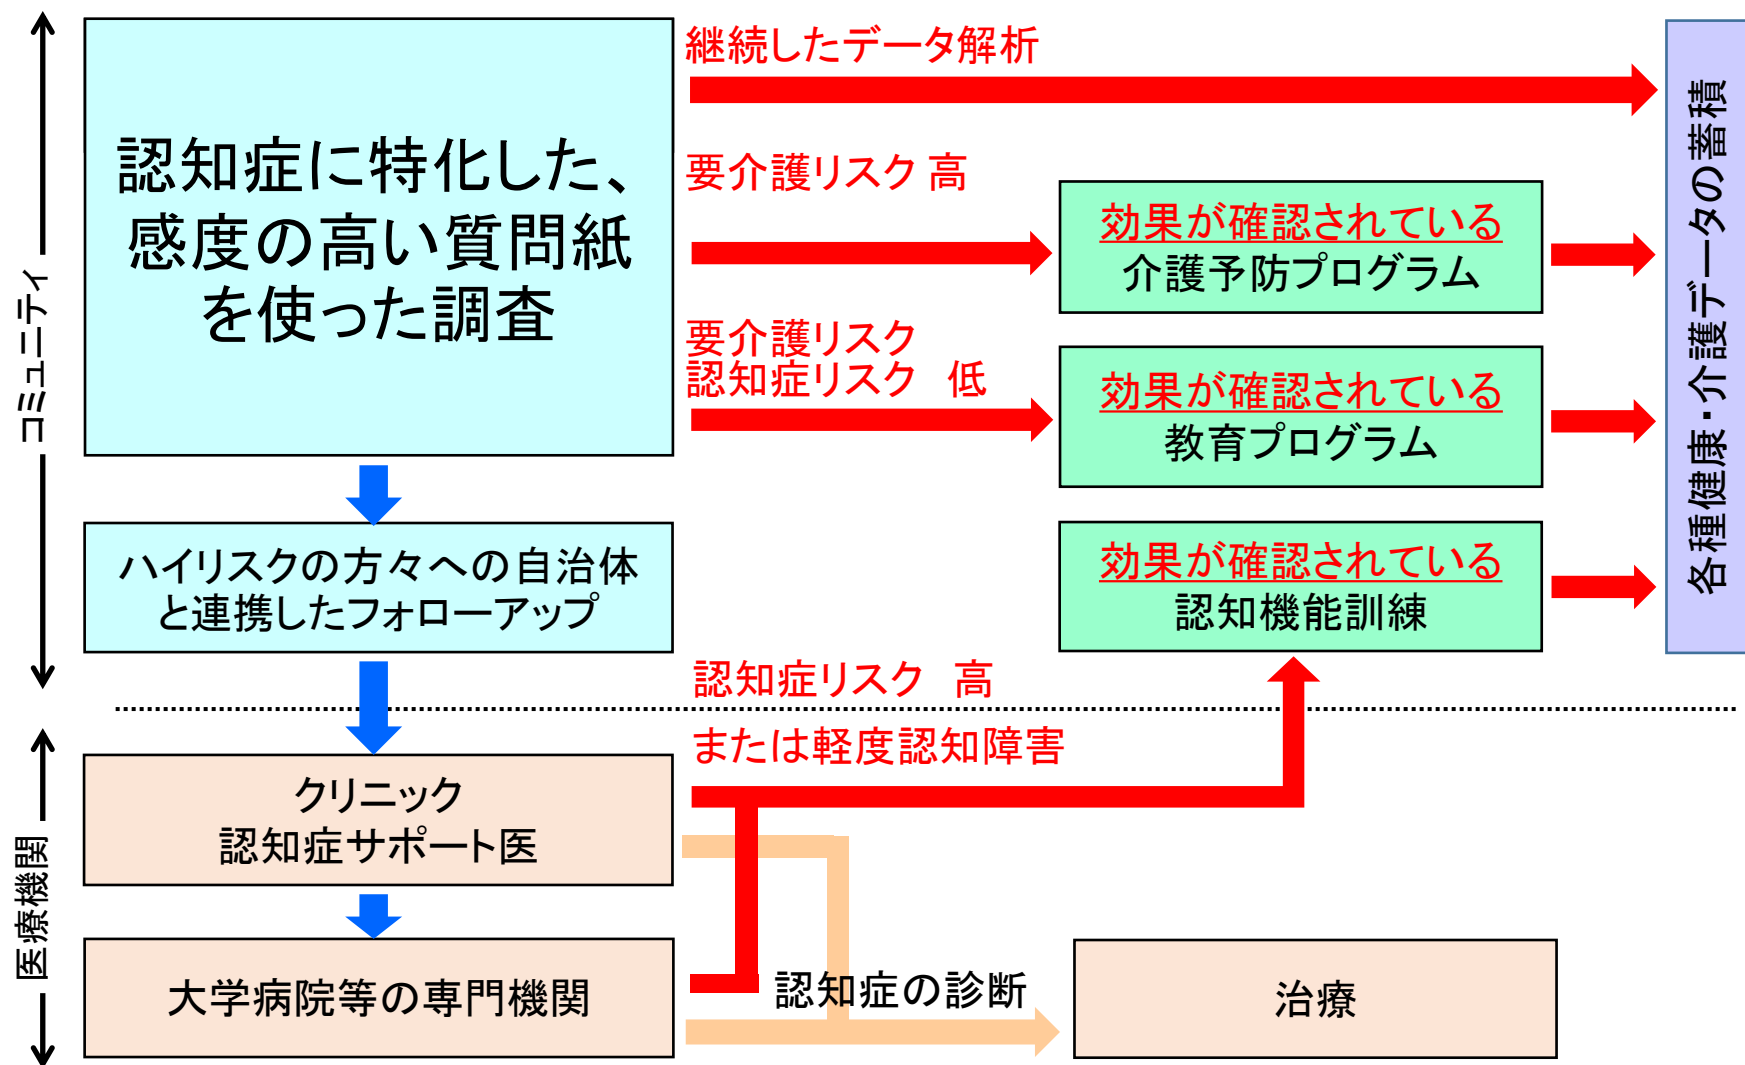 コミュニティ
認知症に特化した、
感度の高い質問紙
を使った調査
継続したデータ解析
要介護リスク 高
効果が確認されている
介護予防プログラム
要介護リスク
認知症リスク　低
効果が確認されている
教育プログラム
各種健康・介護データの蓄積
ハイリスクの方々への自治体
と連携したフォローアップ
効果が確認されている
認知機能訓練
認知症リスク　高
または軽度認知障害
医療機関
クリニック
認知症サポート医
大学病院等の専門機関
認知症の診断
治療